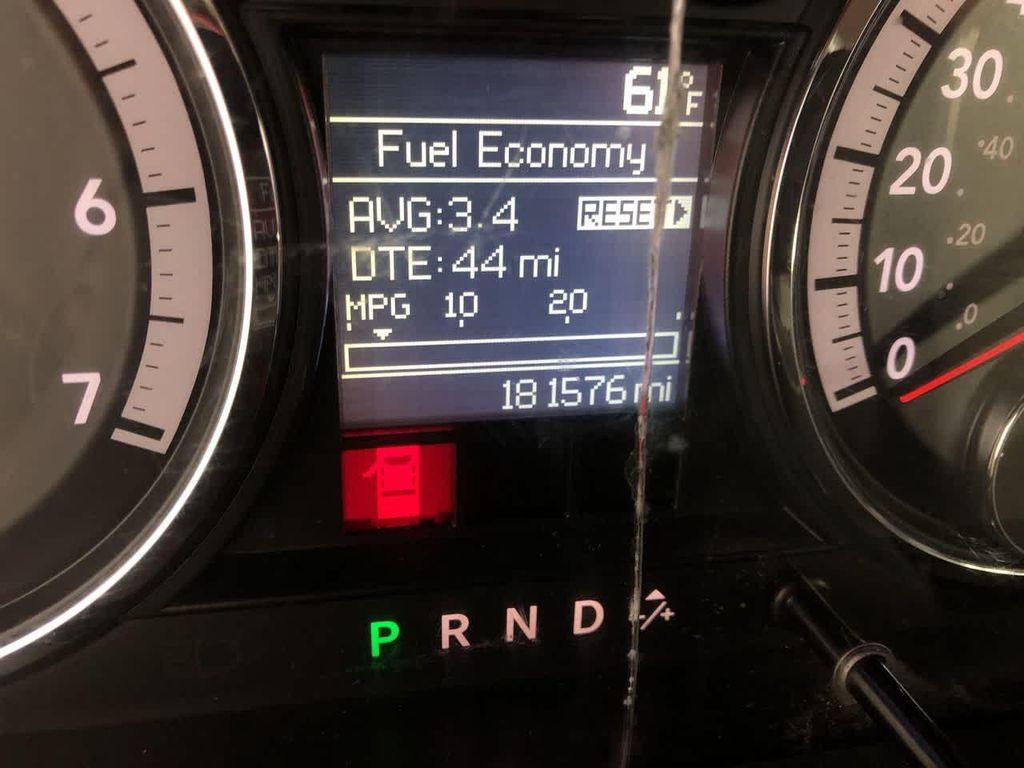 61°F
Fuel Economy
AVG:3.4 RESET
DTE:44 mi
MPG 10 20
181576 mi
P R N D -/+
6
7
30
20
10
0
40
20
0